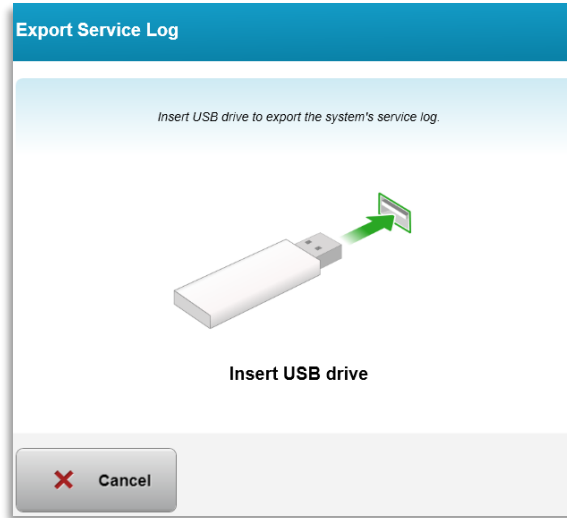 Export Service Log
Insert USB drive to export the system's service log.
Insert USB drive
Cancel